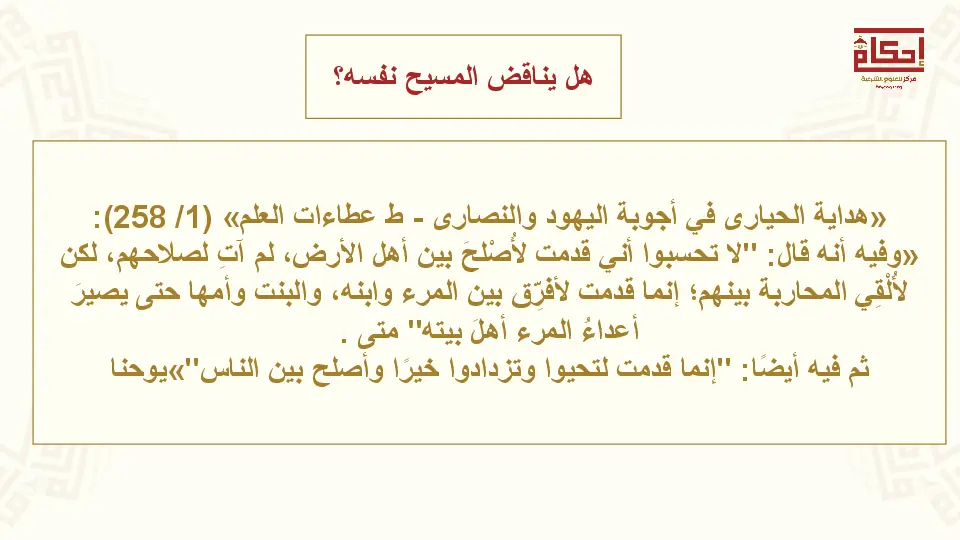 إحكام
مركز للعلوم الشرعية
هل يناقض المسيح نفسه؟
«هداية الحيارى في أجوبة اليهود والنصارى - ط عطاءات العلم» (1/ 258):
«وفيه أنه قال: "لا تحسبوا أني قدمت لأُصْلحَ بين أهل الأرض، لم آتِ لصلاحهم، لكن
لأُلْقِي المحاربة بينهم؛ إنما قدمت لأفرِّق بين المرء وابنه، والبنت وأمها حتى يصيرَ
أعداءُ المرء أهلَ بيته" متى .
ثم فيه أيضًا: "إنما قدمت لتحيوا وتزدادوا خيرًا وأصلح بين الناس"»يوحنا